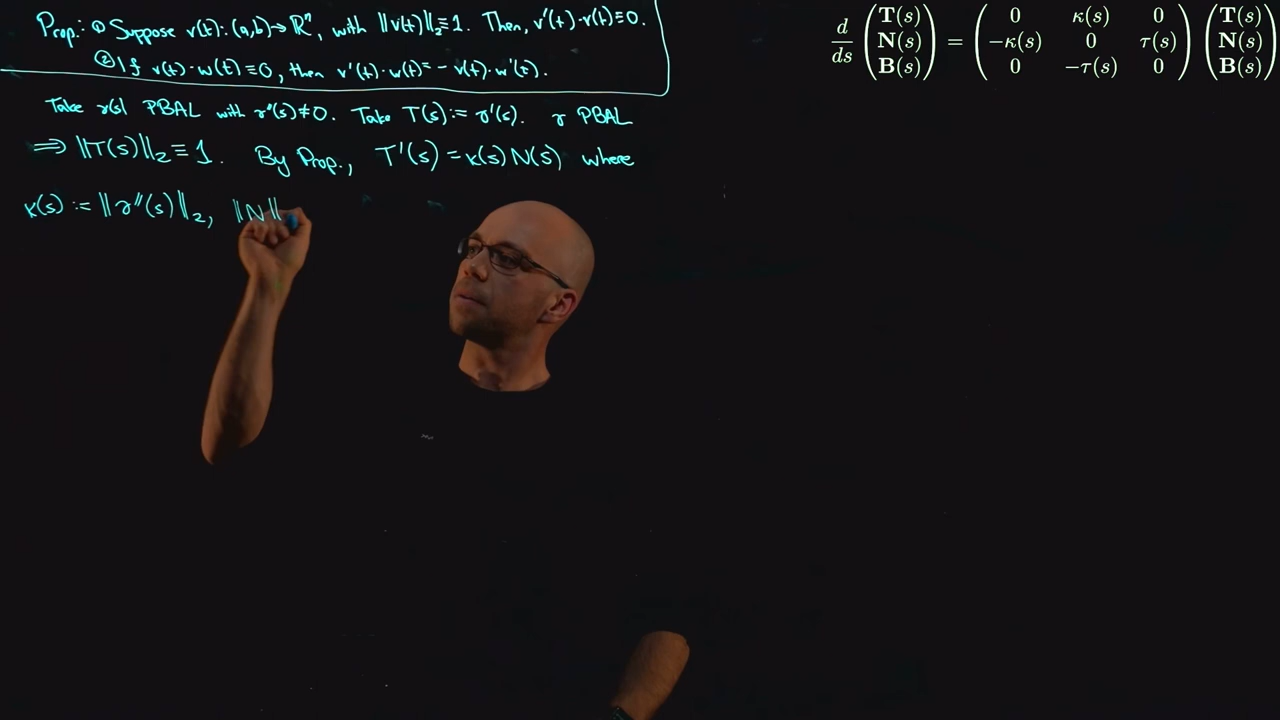 Prop.: ① Suppose v(t): (a,b)→ℝⁿ, with ‖v(t)‖₂≡1. Then, v'(t)·v(t)≡0.
② If v(t)·w(t)≡0, then v'(t)·w(t) = - v(t)·w'(t).
Take γ(s) PBAL with γ''(s)≠0. Take T(s):= γ'(s). γ PBAL
⟹ ‖T(s)‖₂≡1. By Prop., T'(s) = κ(s) N(s) where
κ(s) := ‖γ''(s)‖₂, ‖N‖
d/ds (T(s) N(s) B(s)) = (0 κ(s) 0 -κ(s) 0 τ(s) 0 -τ(s) 0) (T(s) N(s) B(s))